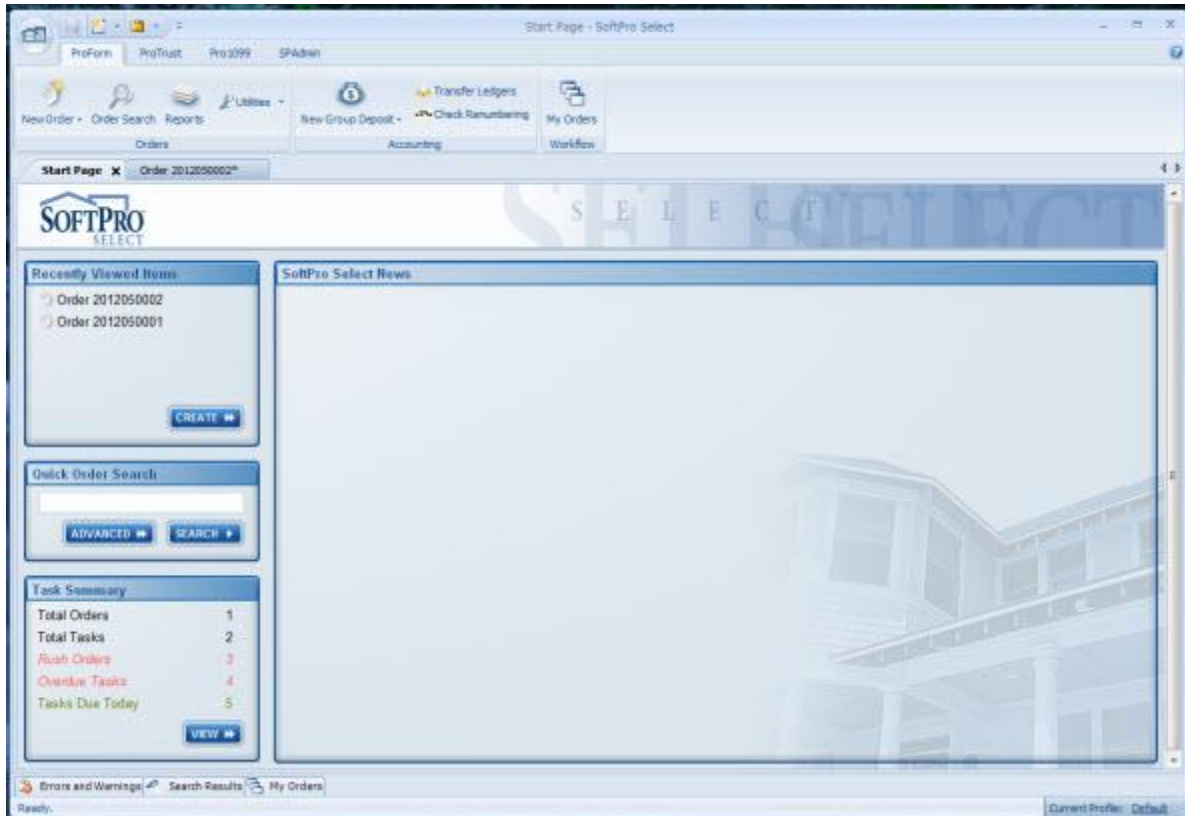 Start Page - SoftPro Select
ProForm ProTrust Pro1099 SPAdmin
New Order Order Search Reports Utilities
New Group Deposit Transfer Ledgers
Check Renumbering
My Orders
Orders Accounting Workflow
Start Page x Order 2012050002*
SOFTPRO
SELECT
SELECT
SELECT
Recently Viewed Items
Order 2012050002
Order 2012050001
CREATE
Quick Order Search
ADVANCED SEARCH
Task Summary
Total Orders 1
Total Tasks 2
Rush Orders 3
Overdue Tasks 4
Tasks Due Today 5
VIEW
SoftPro Select News
Errors and Warnings Search Results My Orders
Ready. Current Profile: Default